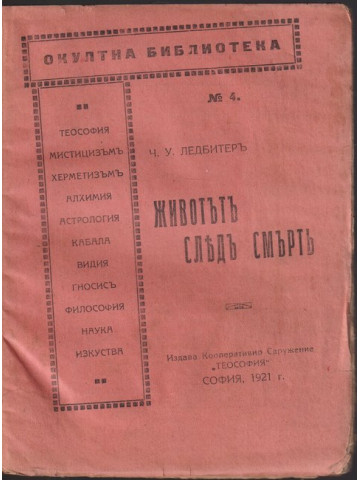 ОКУЛТНА БИБЛИОТЕКА
№ 4.
ТЕОСОФИЯ
МИСТИЦИЗЪМЪ
ХЕРМЕТИЗЪМЪ
АЛХИМИЯ
АСТРОЛОГИЯ
КАБАЛА
ВИДИЯ
ГНОСИСЪ
ФИЛОСОФИЯ
НАУКА
ИЗКУСТВА
Ч. У. ЛЕДБИТЕРЪ
ЖИВОТЪТЪ
СЛѢДЪ СМЪРТЬ
Издава Кооперативно Сдружение
„ТЕОСОФИЯ"
СОФИЯ, 1921 г.